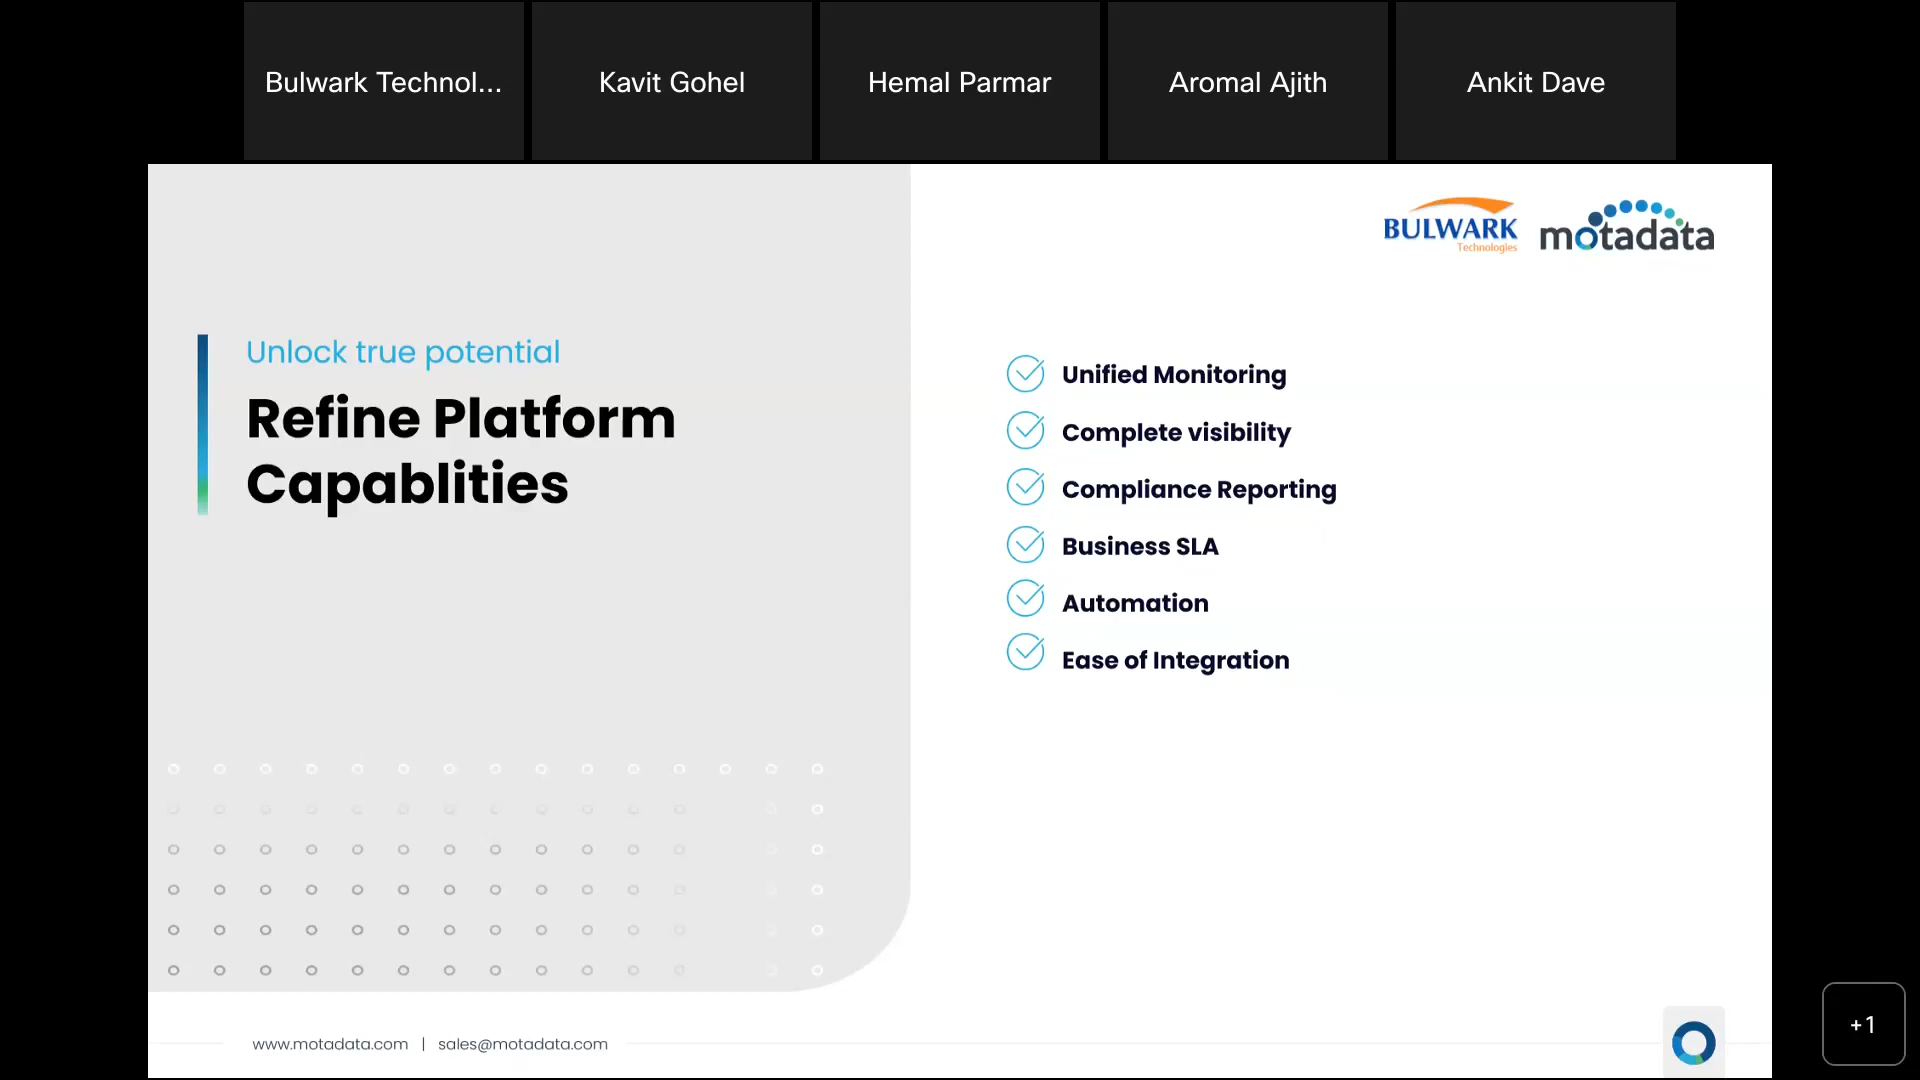 Bulwark Technol...
Kavit Gohel
Hemal Parmar
Aromal Ajith
Ankit Dave
BULWARK
Technologies
motadata
Unlock true potential
Refine Platform
Capablities
Unified Monitoring
Complete visibility
Compliance Reporting
Business SLA
Automation
Ease of Integration
www.motadata.com | sales@motadata.com
+1